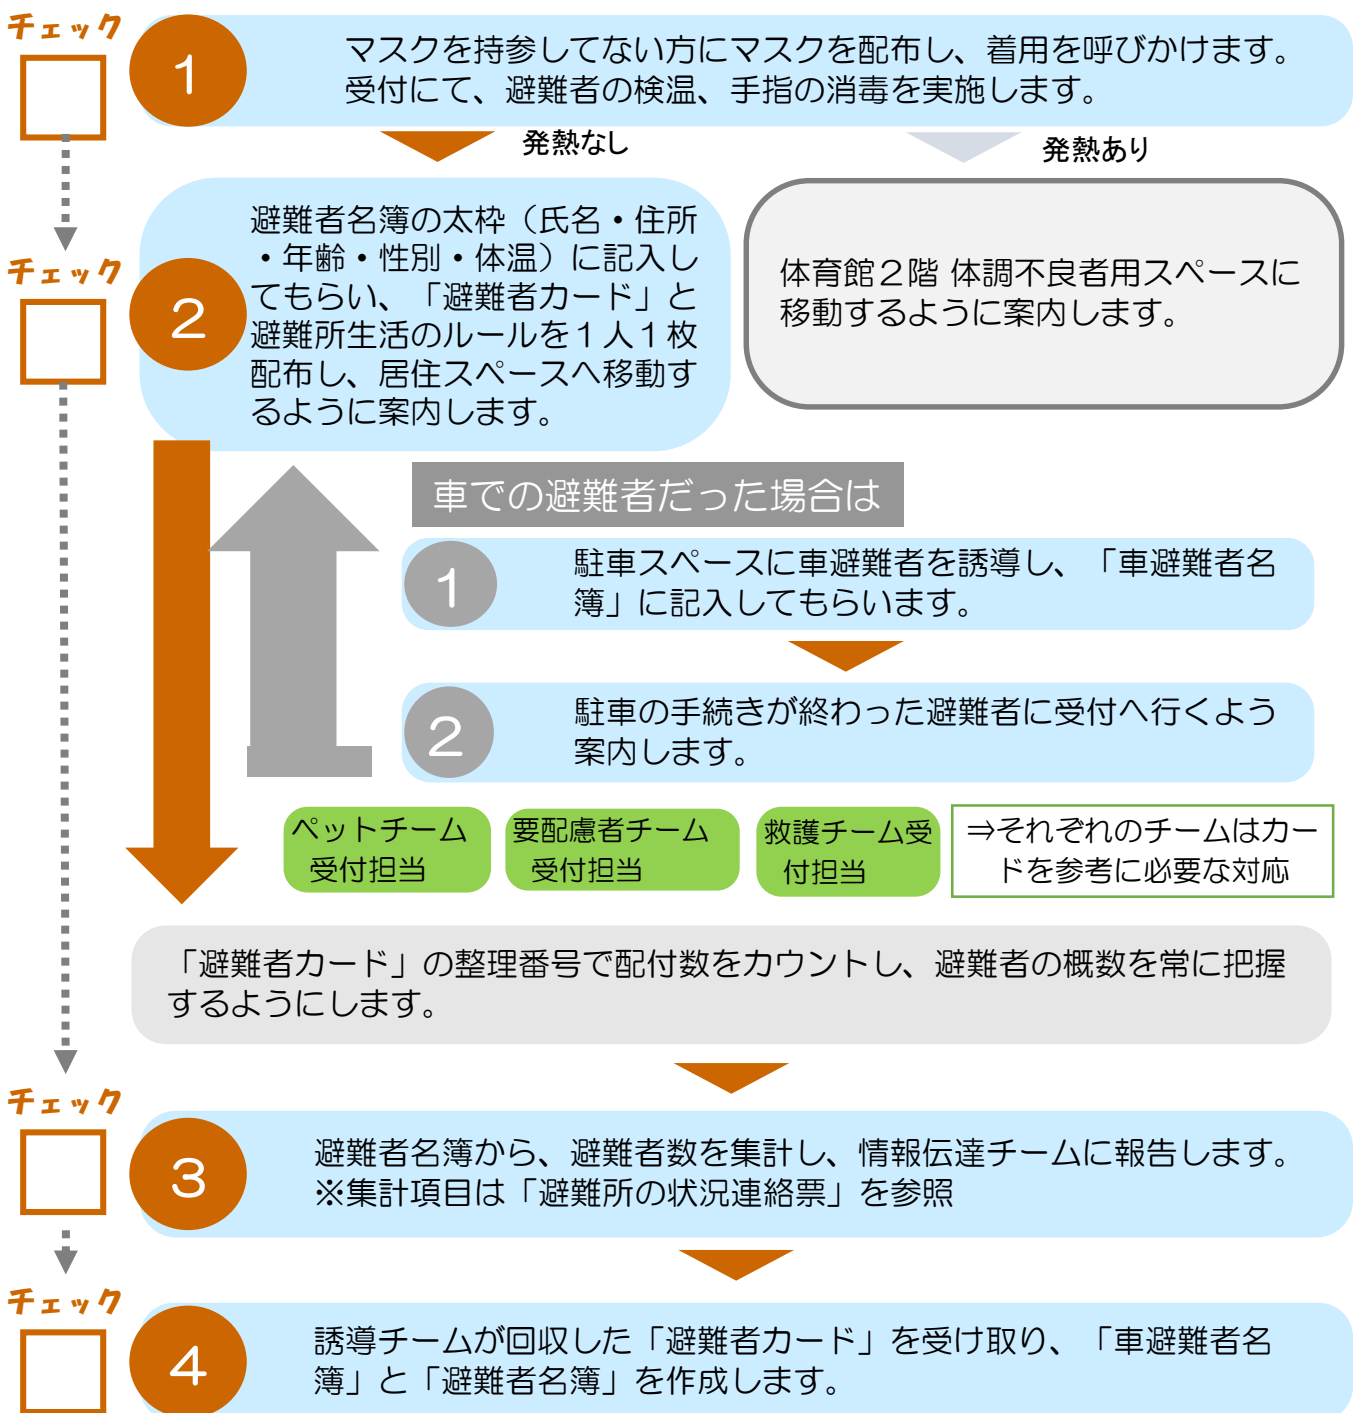 チェック
1
マスクを持参してない方にマスクを配布し、着用を呼びかけます。
受付にて、避難者の検温、手指の消毒を実施します。
発熱なし
発熱あり
チェック
2
避難者名簿の太枠（氏名・住所
・年齢・性別・体温）に記入し
てもらい、「避難者カード」と
避難所生活のルールを１人１枚
配布し、居住スペースへ移動す
るように案内します。
体育館２階 体調不良者用スペースに
移動するように案内します。
車での避難者だった場合は
1
駐車スペースに車避難者を誘導し、「車避難者名
簿」に記入してもらいます。
2
駐車の手続きが終わった避難者に受付へ行くよう
案内します。
ペットチーム
受付担当
要配慮者チーム
受付担当
救護チーム受
付担当
⇒それぞれのチームはカー
ドを参考に必要な対応
「避難者カード」の整理番号で配付数をカウントし、避難者の概数を常に把握
するようにします。
チェック
3
避難者名簿から、避難者数を集計し、情報伝達チームに報告します。
※集計項目は「避難所の状況連絡票」を参照
チェック
4
誘導チームが回収した「避難者カード」を受け取り、「車避難者名
簿」と「避難者名簿」を作成します。